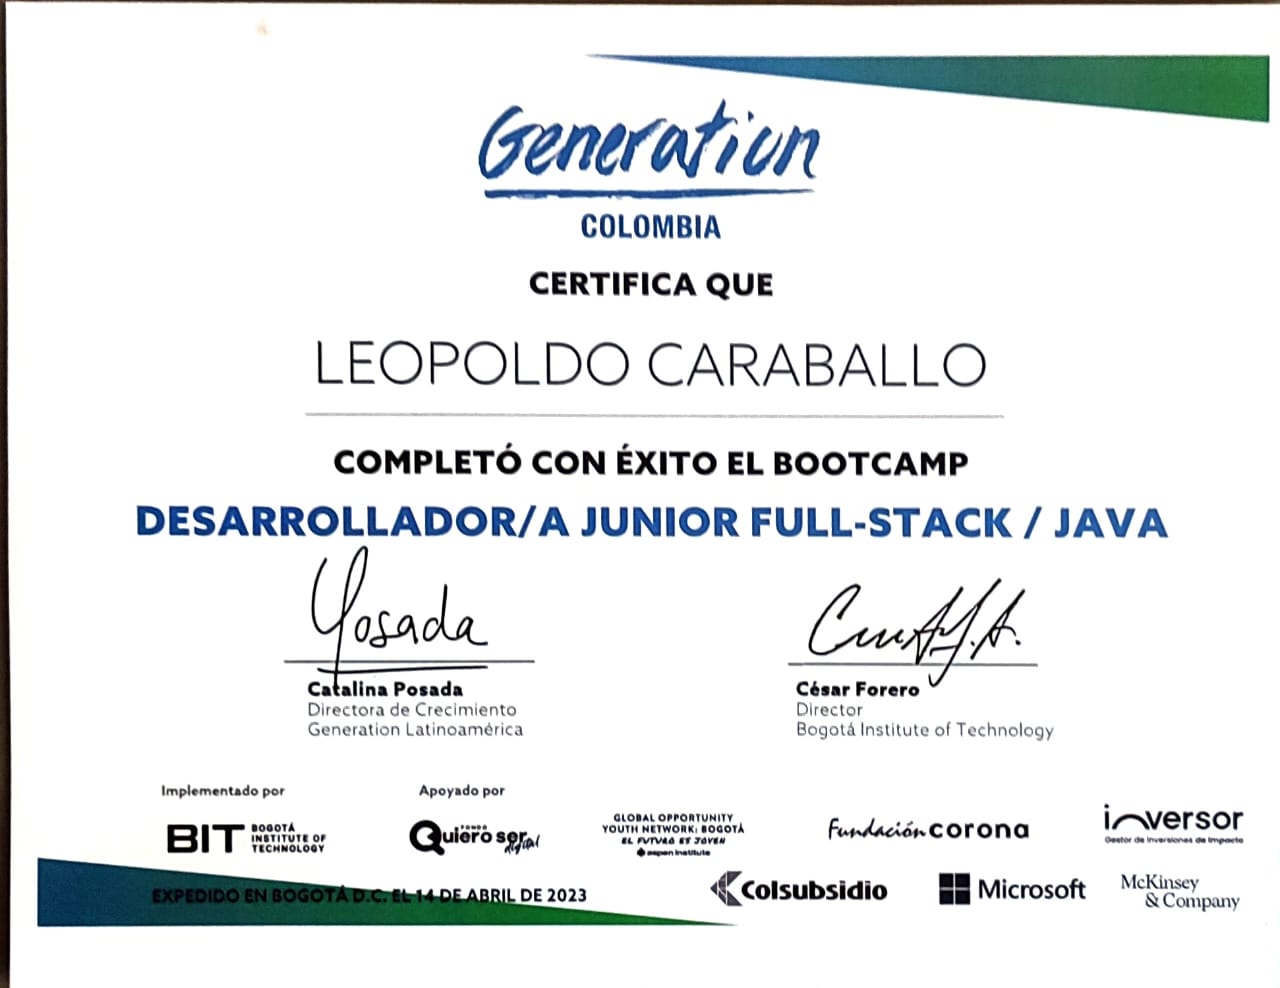 Generation
COLOMBIA
CERTIFICA QUE
LEOPOLDO CARABALLO
COMPLETÓ CON ÉXITO EL BOOTCAMP
DESARROLLADOR/A JUNIOR FULL-STACK / JAVA
Posada
Catalina Posada
Directora de Crecimiento
Generation Latinoamérica
César Forero
Director
Bogotá Institute of Technology
Implementado por
BIT BOGOTÁ
INSTITUTE OF
TECHNOLOGY
Apoyado por
FONDO
Quiero ser
digital
GLOBAL OPPORTUNITY
YOUTH NETWORK: BOGOTÁ
EL FUTURO ES JOVEN
aspen institute
Fundación corona
inversor
Gestor de Inversiones de Impacto
EXPEDIDO EN BOGOTÁ D.C. EL 14 DE ABRIL DE 2023
Colsubsidio
Microsoft
McKinsey
& Company